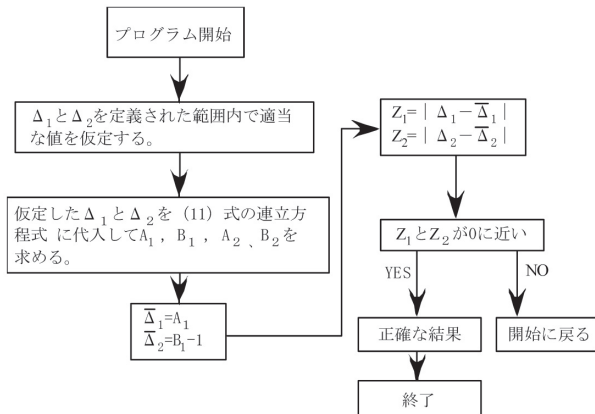 プログラム開始
Δ₁とΔ₂を定義された範囲内で適当
な値を仮定する。
仮定したΔ₁とΔ₂を（11）式の連立方
程式 に代入してA₁，B₁，A₂、B₂を
求める。
Δ̅₁=A₁
Δ̅₂=B₁-1
Z₁=｜Δ₁－Δ̅₁｜
Z₂=｜Δ₂－Δ̅₂｜
Z₁とZ₂が0に近い
YES
NO
正確な結果
開始に戻る
終了